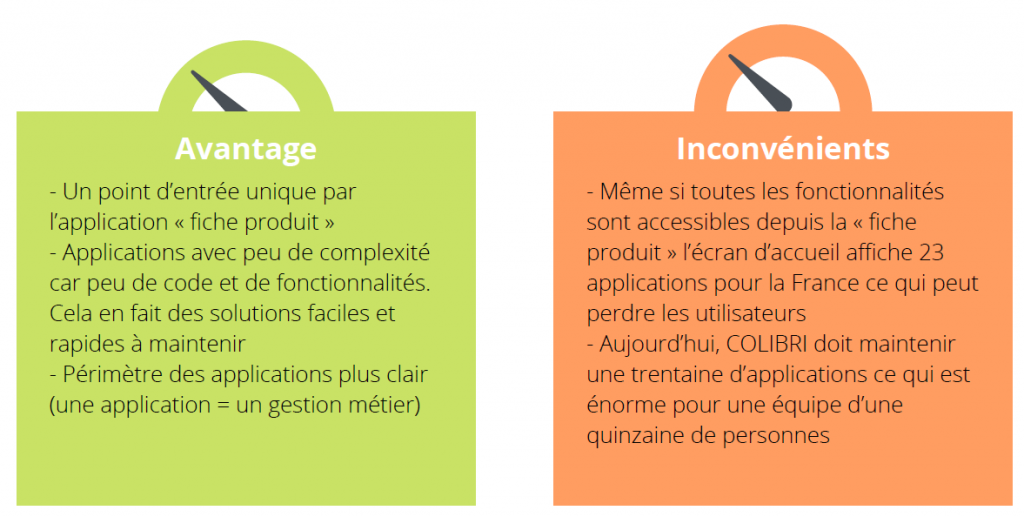 Avantage
- Un point d’entrée unique par
l’application « fiche produit »
- Applications avec peu de complexité
car peu de code et de fonctionnalités.
Cela en fait des solutions faciles et
rapides à maintenir
- Périmètre des applications plus clair
(une application = un gestion métier)
Inconvénients
- Même si toutes les fonctionnalités
sont accessibles depuis la « fiche
produit » l’écran d’accueil affiche 23
applications pour la France ce qui peut
perdre les utilisateurs
- Aujourd’hui, COLIBRI doit maintenir
une trentaine d’applications ce qui est
énorme pour une équipe d’une
quinzaine de personnes